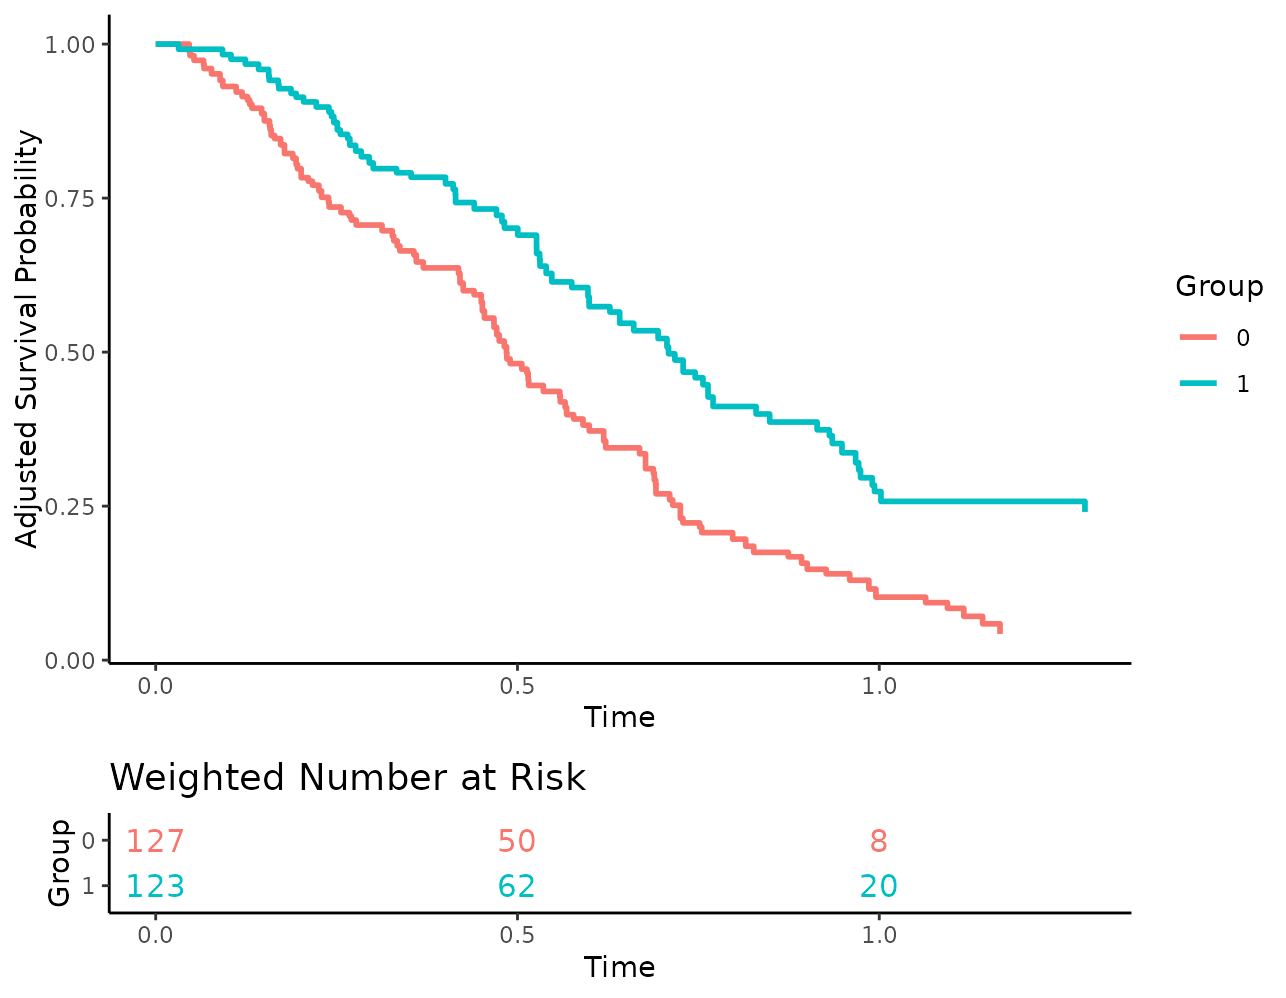 Adjusted Survival Probability
1.00
0.75
0.50
0.25
0.00
0.0 0.5 1.0
Time
Group
0
1
Weighted Number at Risk
Group
0 127 50 8
1 123 62 20
0.0 0.5 1.0
Time